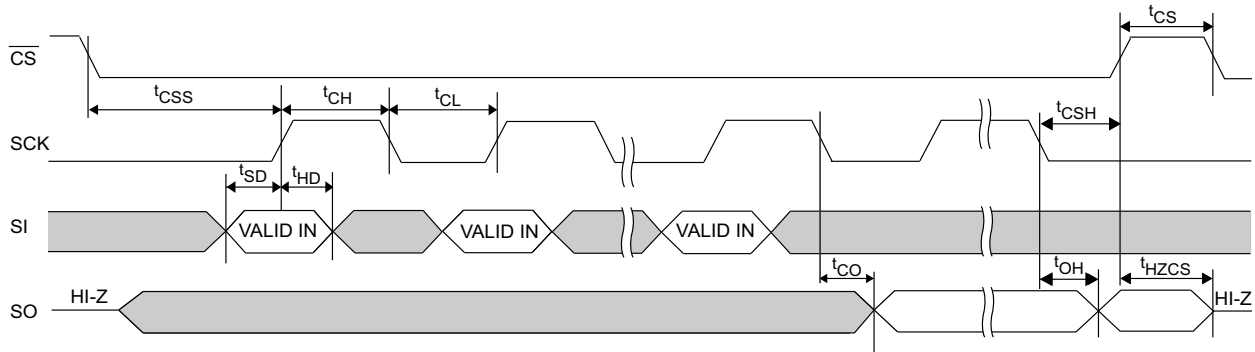 tCS
CS
tCSS
tCH
tCL
tCSH
SCK
tSD
tHD
SI
VALID IN
VALID IN
VALID IN
tCO
tOH
tHZCS
SO
HI-Z
HI-Z